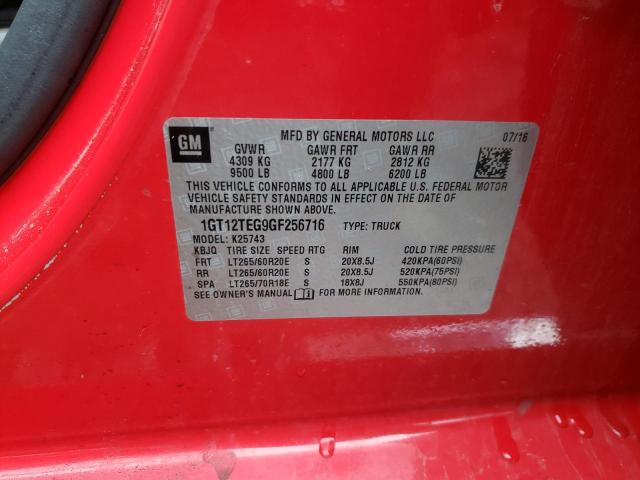 GM
MFD BY GENERAL MOTORS LLC 07/16
GVWR GAWR FRT GAWR RR
4309 KG 2177 KG 2812 KG
9500 LB 4800 LB 6200 LB
THIS VEHICLE CONFORMS TO ALL APPLICABLE U.S. FEDERAL MOTOR
VEHICLE SAFETY STANDARDS IN EFFECT ON THE DATE OF
MANUFACTURE SHOWN ABOVE.
1GT12TEG9GF256716 TYPE: TRUCK
MODEL: K25743
KBJQ TIRE SIZE SPEED RTG RIM COLD TIRE PRESSURE
FRT LT265/60R20E S 20X8.5J 420KPA(60PSI)
RR LT265/60R20E S 20X8.5J 520KPA(75PSI)
SPA LT265/70R18E S 18X8J 550KPA(80PSI)
SEE OWNER'S MANUAL FOR MORE INFORMATION.